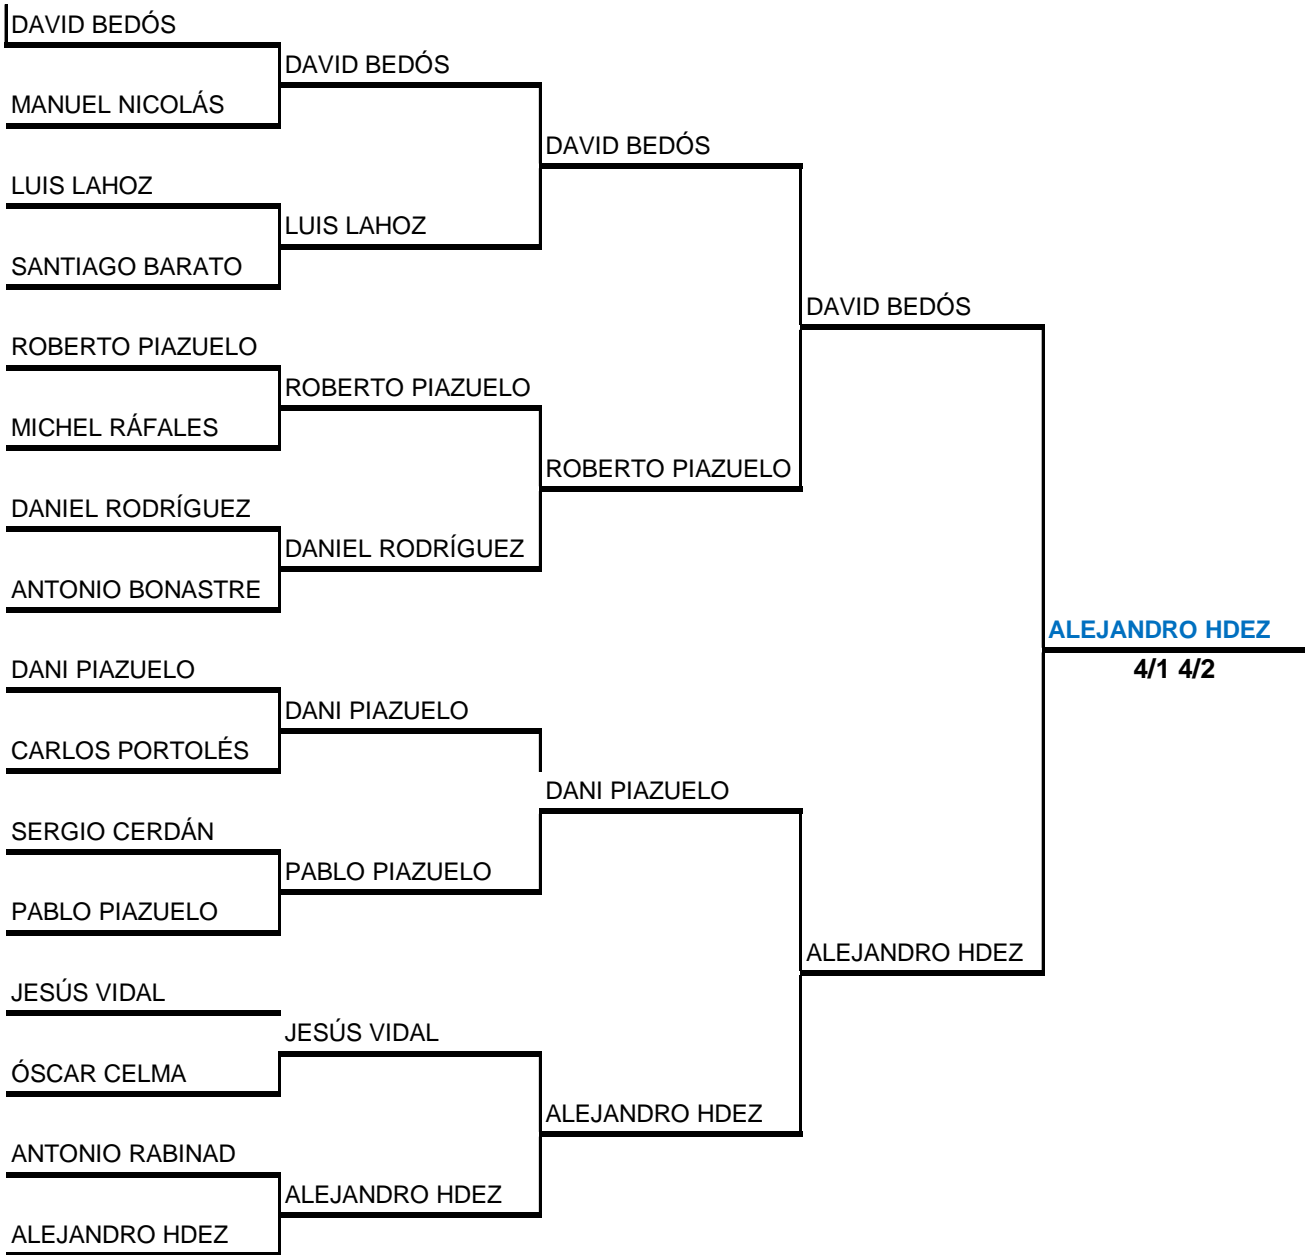 DAVID BEDÓS
DAVID BEDÓS
MANUEL NICOLÁS
DAVID BEDÓS
LUIS LAHOZ
LUIS LAHOZ
SANTIAGO BARATO
DAVID BEDÓS
ROBERTO PIAZUELO
ROBERTO PIAZUELO
MICHEL RÁFALES
ROBERTO PIAZUELO
DANIEL RODRÍGUEZ
DANIEL RODRÍGUEZ
ANTONIO BONASTRE
ALEJANDRO HDEZ
4/1 4/2
DANI PIAZUELO
DANI PIAZUELO
CARLOS PORTOLÉS
DANI PIAZUELO
SERGIO CERDÁN
PABLO PIAZUELO
PABLO PIAZUELO
ALEJANDRO HDEZ
JESÚS VIDAL
JESÚS VIDAL
ÓSCAR CELMA
ALEJANDRO HDEZ
ANTONIO RABINAD
ALEJANDRO HDEZ
ALEJANDRO HDEZ